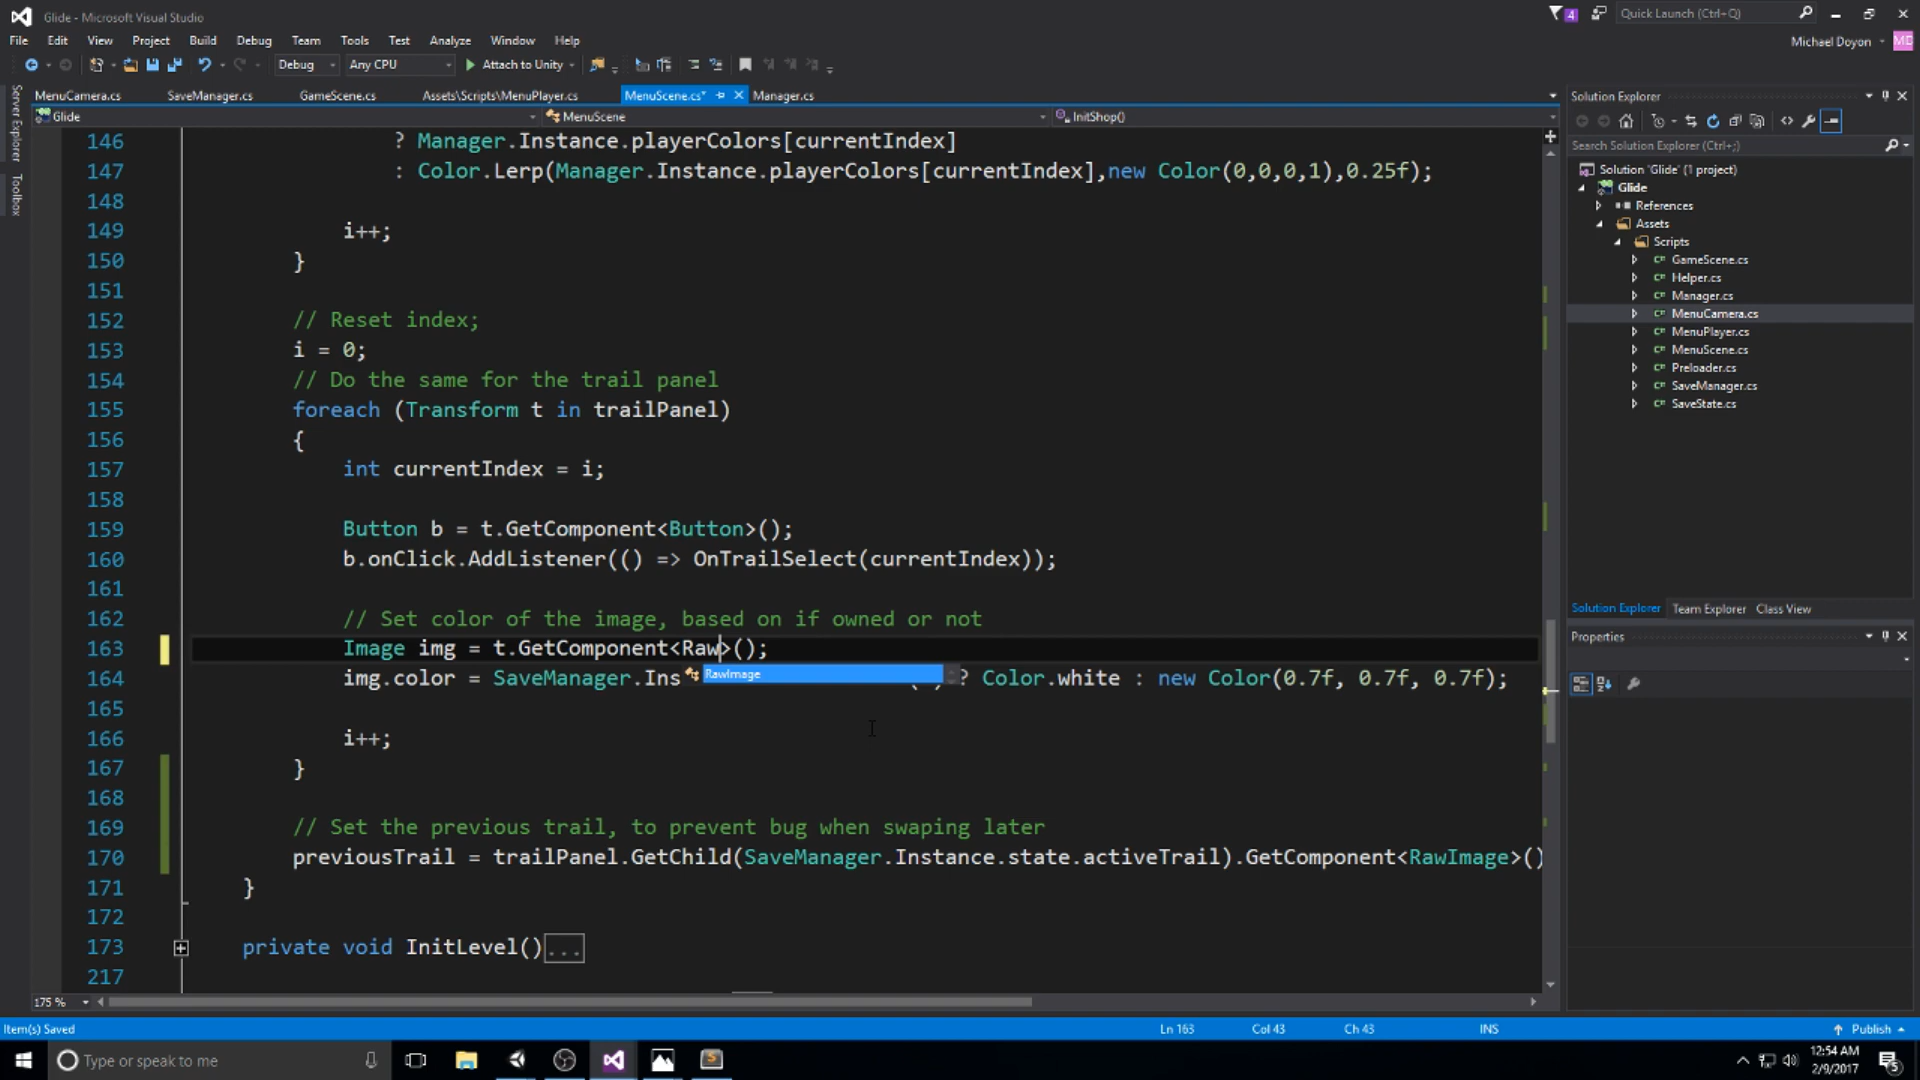 Glide - Microsoft Visual Studio
4
Quick Launch (Ctrl+Q)
File Edit View Project Build Debug Team Tools Test Analyze Window Help
Michael Doyon
MD
Debug Any CPU Attach to Unity
MenuCamera.cs SaveManager.cs GameScene.cs Assets\Scripts\MenuPlayer.cs MenuScene.cs* Manager.cs
Glide MenuScene InitShop()
Server Explorer
Toolbox
146 ? Manager.Instance.playerColors[currentIndex]
147 : Color.Lerp(Manager.Instance.playerColors[currentIndex],new Color(0,0,0,1),0.25f);
148
149 i++;
150 }
151
152 // Reset index;
153 i = 0;
154 // Do the same for the trail panel
155 foreach (Transform t in trailPanel)
156 {
157 int currentIndex = i;
158
159 Button b = t.GetComponent<Button>();
160 b.onClick.AddListener(() => OnTrailSelect(currentIndex));
161
162 // Set color of the image, based on if owned or not
163 Image img = t.GetComponent<Raw>();
164 img.color = SaveManager.Ins ? Color.white : new Color(0.7f, 0.7f, 0.7f);
RawImage
165
166 i++;
167 }
168
169 // Set the previous trail, to prevent bug when swaping later
170 previousTrail = trailPanel.GetChild(SaveManager.Instance.state.activeTrail).GetComponent<RawImage>()
171 }
172
173 private void InitLevel()...
217
175 %
Solution Explorer
Search Solution Explorer (Ctrl+;)
Solution 'Glide' (1 project)
Glide
References
Assets
Scripts
GameScene.cs
Helper.cs
Manager.cs
MenuCamera.cs
MenuPlayer.cs
MenuScene.cs
Preloader.cs
SaveManager.cs
SaveState.cs
Solution Explorer Team Explorer Class View
Properties
Item(s) Saved Ln 163 Col 43 Ch 43 INS Publish
Type or speak to me
12:54 AM
2/9/2017
5